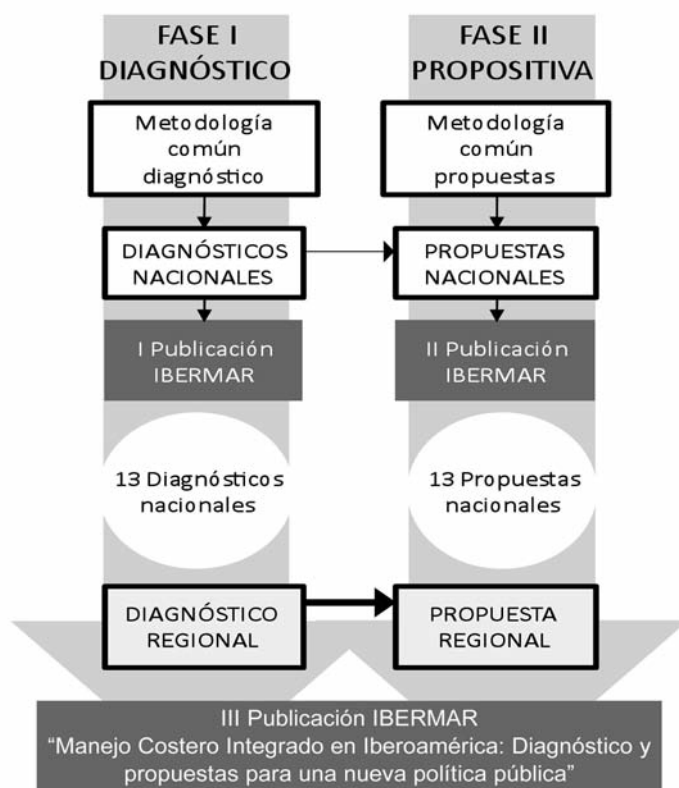 FASE I
DIAGNÓSTICO
Metodología
común
diagnóstico
DIAGNÓSTICOS
NACIONALES
I Publicación
IBERMAR
13 Diagnósticos
nacionales
DIAGNÓSTICO
REGIONAL
FASE II
PROPOSITIVA
Metodología
común
propuestas
PROPUESTAS
NACIONALES
II Publicación
IBERMAR
13 Propuestas
nacionales
PROPUESTA
REGIONAL
III Publicación IBERMAR
“Manejo Costero Integrado en Iberoamérica: Diagnóstico y
propuestas para una nueva política pública”